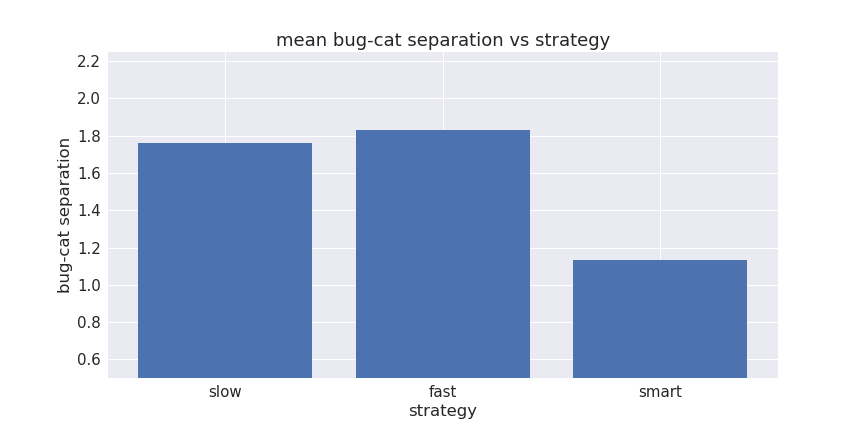 mean bug-cat separation vs strategy
2.2
2.0
1.8
1.6
1.4
1.2
1.0
0.8
0.6
bug-cat separation
slow fast smart
strategy